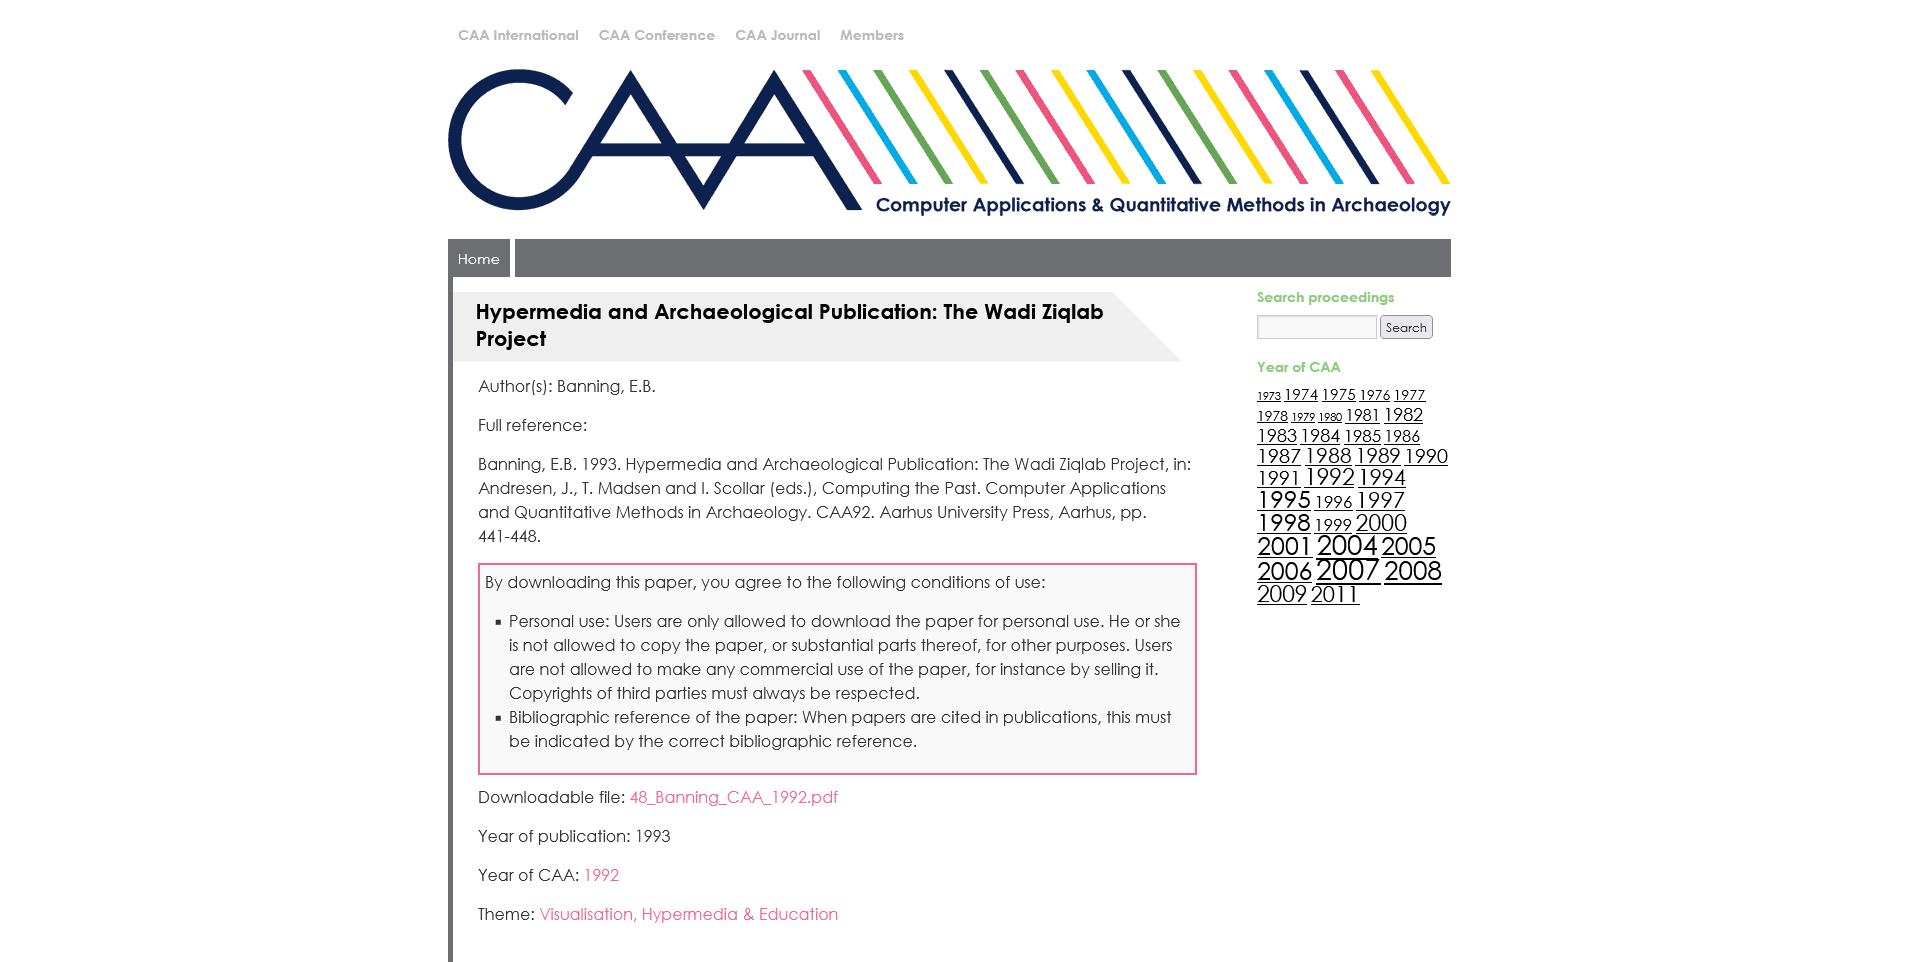 CAA International CAA Conference CAA Journal Members
CAA
Computer Applications & Quantitative Methods in Archaeology
Home
Hypermedia and Archaeological Publication: The Wadi Ziqlab
Project
Author(s): Banning, E.B.
Full reference:
Banning, E.B. 1993. Hypermedia and Archaeological Publication: The Wadi Ziqlab Project, in:
Andresen, J., T. Madsen and I. Scollar (eds.), Computing the Past. Computer Applications
and Quantitative Methods in Archaeology. CAA92. Aarhus University Press, Aarhus, pp.
441-448.
By downloading this paper, you agree to the following conditions of use:
▪ Personal use: Users are only allowed to download the paper for personal use. He or she
is not allowed to copy the paper, or substantial parts thereof, for other purposes. Users
are not allowed to make any commercial use of the paper, for instance by selling it.
Copyrights of third parties must always be respected.
▪ Bibliographic reference of the paper: When papers are cited in publications, this must
be indicated by the correct bibliographic reference.
Downloadable file: 48_Banning_CAA_1992.pdf
Year of publication: 1993
Year of CAA: 1992
Theme: Visualisation, Hypermedia & Education
Search proceedings
Search
Year of CAA
1973 1974 1975 1976 1977
1978 1979 1980 1981 1982
1983 1984 1985 1986
1987 1988 1989 1990
1991 1992 1994
1995 1996 1997
1998 1999 2000
2001 2004 2005
2006 2007 2008
2009 2011